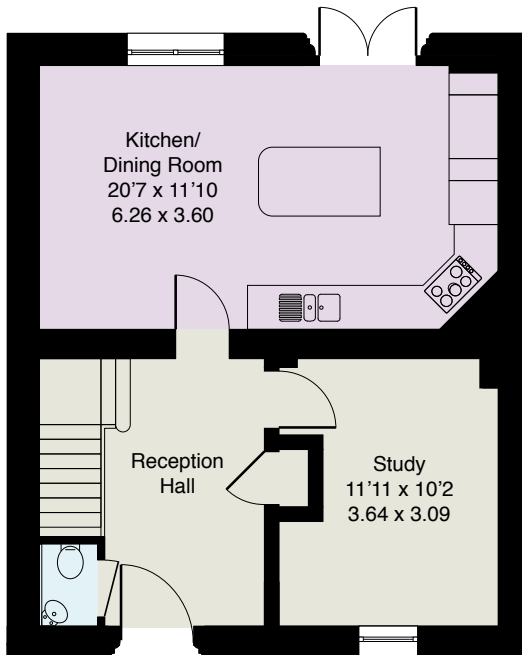 Kitchen/
Dining Room
20'7 x 11'10
6.26 x 3.60
Reception
Hall
Study
11'11 x 10'2
3.64 x 3.09